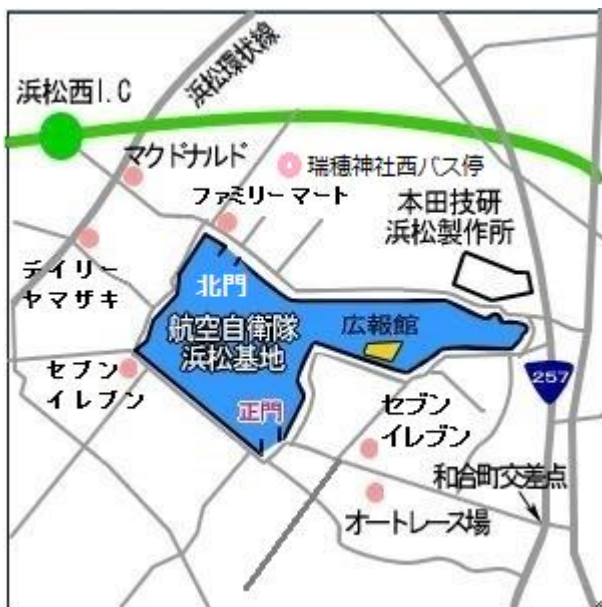 浜松環状線
浜松西I.C
マクドナルド
瑞穂神社西バス停
ファミリーマート
本田技研
浜松製作所
デイリー
ヤマザキ
北門
航空自衛隊
浜松基地
広報館
セブン
イレブン
257
正門
セブン
イレブン
和合町交差点
オートレース場